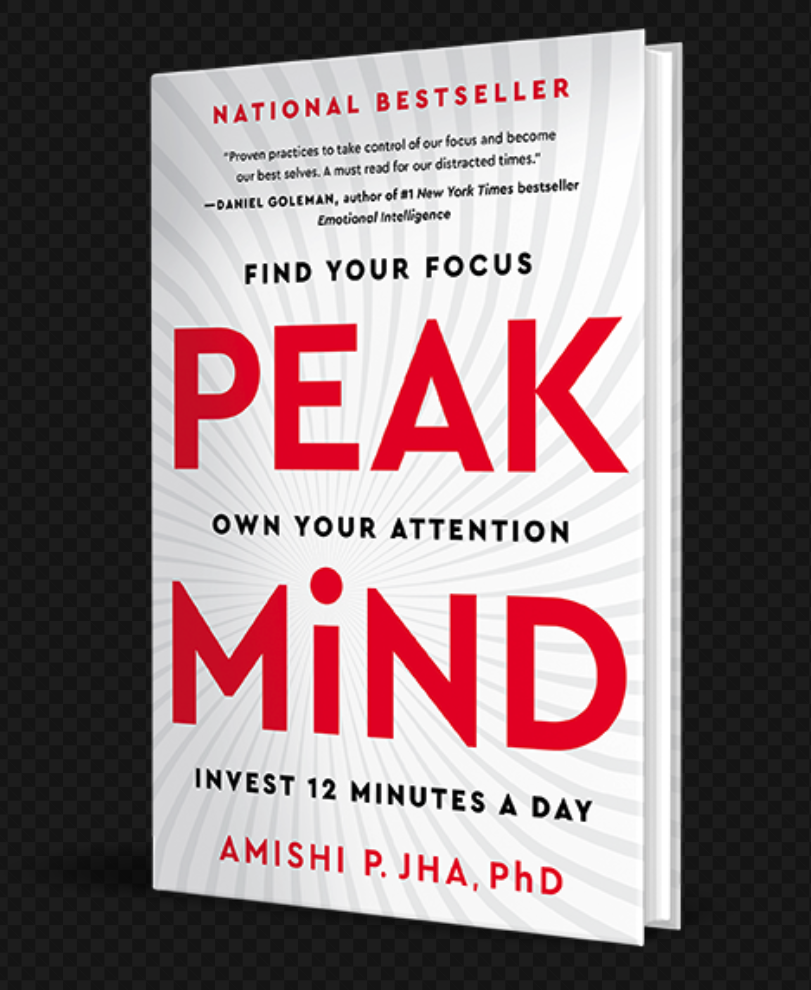 NATIONAL BESTSELLER
"Proven practices to take control of our focus and become
our best selves. A must read for our distracted times."
—DANIEL GOLEMAN, author of #1 New York Times bestseller
Emotional Intelligence
FIND YOUR FOCUS
PEAK
OWN YOUR ATTENTION
MiND
INVEST 12 MINUTES A DAY
AMISHI P. JHA, PhD